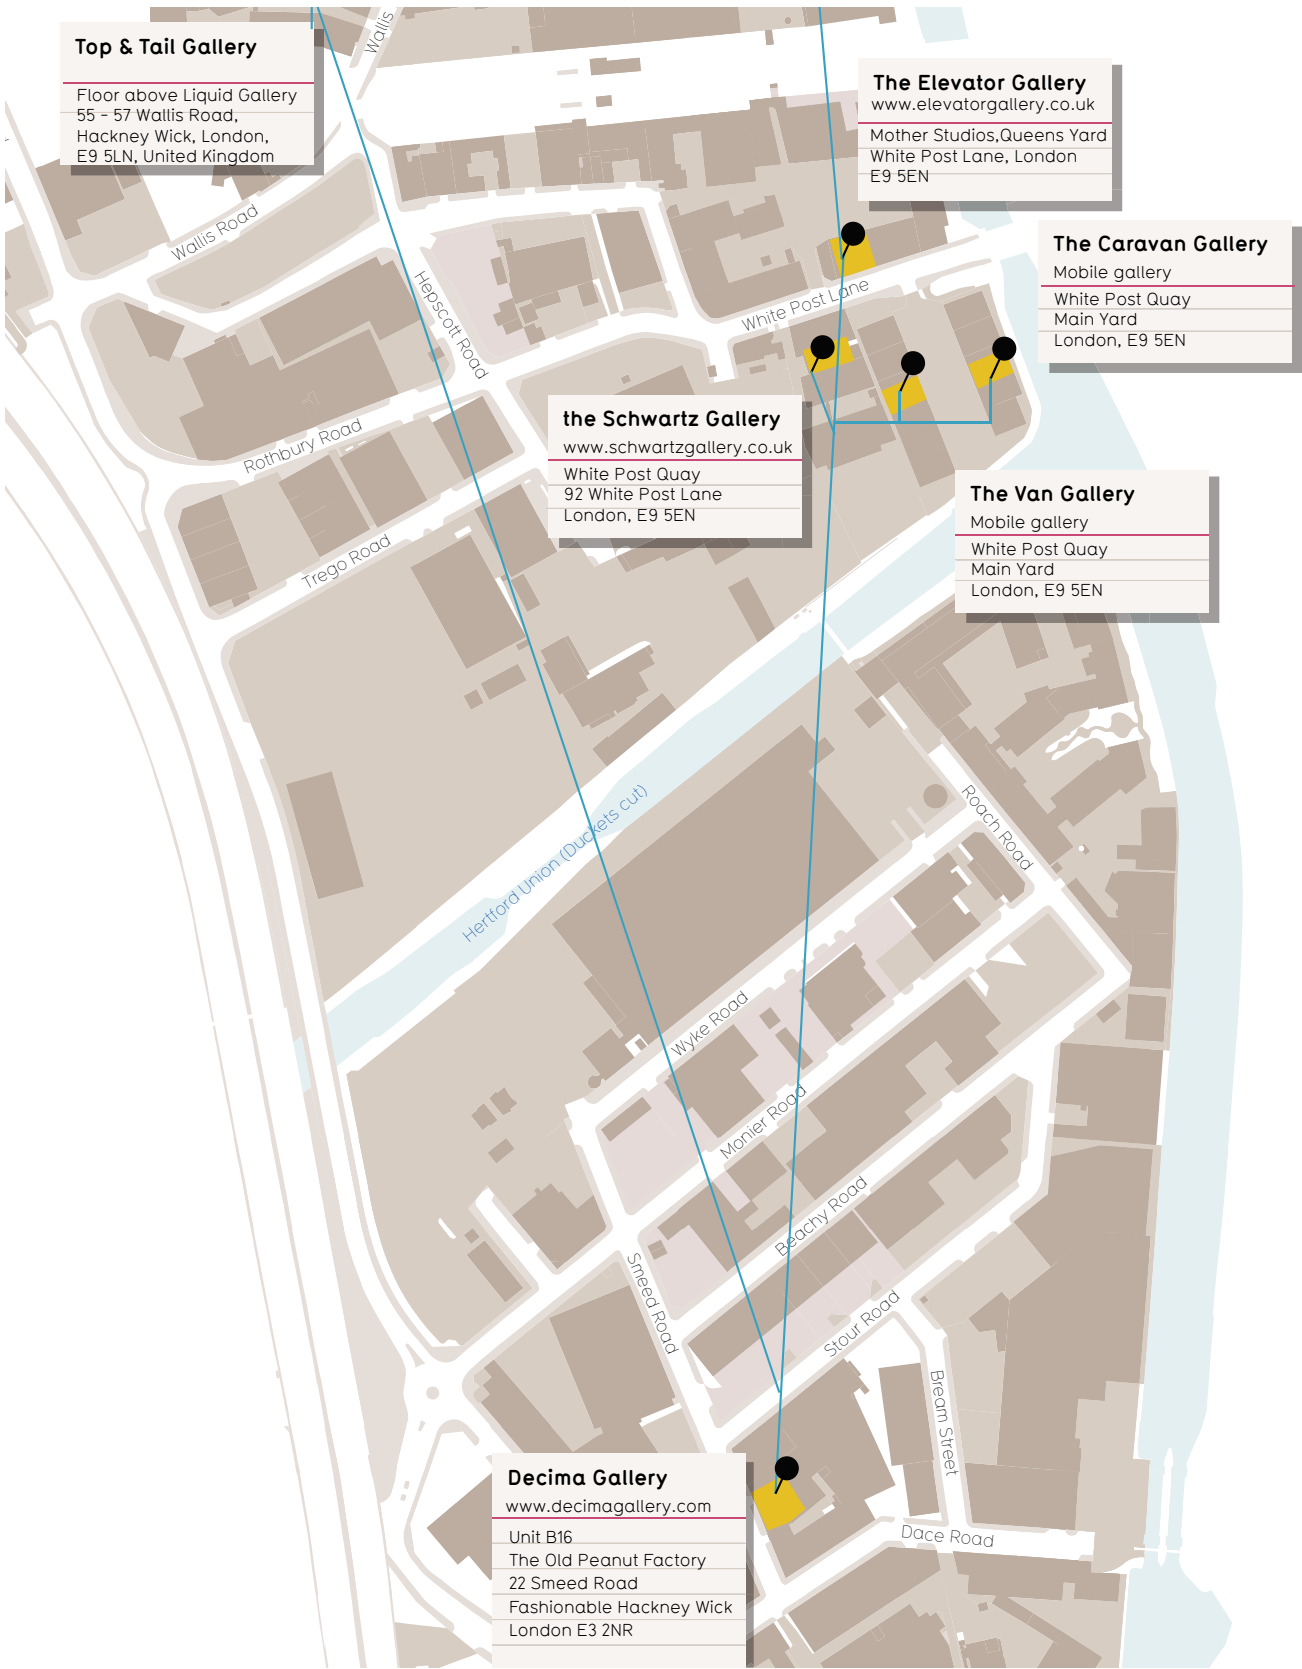 Wallis
Top & Tail Gallery
Floor above Liquid Gallery
55 - 57 Wallis Road,
Hackney Wick, London,
E9 5LN, United Kingdom
The Elevator Gallery
www.elevatorgallery.co.uk
Mother Studios,Queens Yard
White Post Lane, London
E9 5EN
Wallis Road
The Caravan Gallery
Mobile gallery
White Post Quay
Main Yard
London, E9 5EN
Hepscott Road
White Post Lane
the Schwartz Gallery
www.schwartzgallery.co.uk
White Post Quay
92 White Post Lane
London, E9 5EN
Rothbury Road
The Van Gallery
Mobile gallery
White Post Quay
Main Yard
London, E9 5EN
Trego Road
Hertford Union (Duckets cut)
Roach Road
Wyke Road
Monier Road
Beachy Road
Smeed Road
Stour Road
Bream Street
Decima Gallery
www.decimagallery.com
Unit B16
The Old Peanut Factory
22 Smeed Road
Fashionable Hackney Wick
London E3 2NR
Dace Road